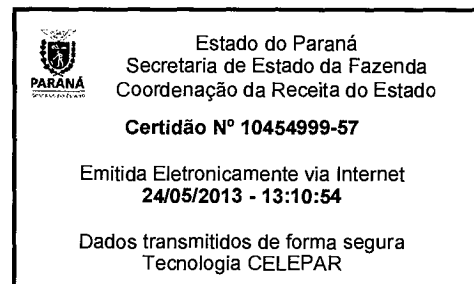 Estado do Paraná
Secretaria de Estado da Fazenda
PARANÁ
Coordenação da Receita do Estado
Certidão Nº 10454999-57
Emitida Eletronicamente via Internet
24/05/2013 - 13:10:54
Dados transmitidos de forma segura
Tecnologia CELEPAR